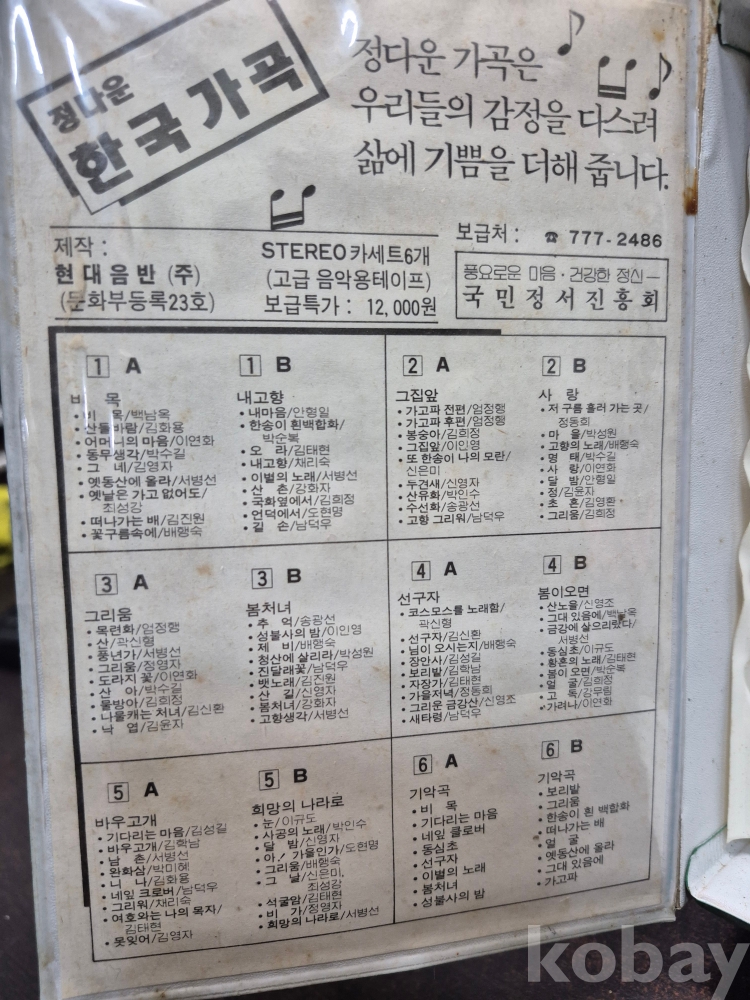 정다운
한국가곡
정다운 가곡은
우리들의 감정을 다스려
삶에 기쁨을 더해 줍니다.
제작 :
현대음반 (주)
(문화부등록23호)
STEREO 카세트6개
(고급 음악용테이프)
보급특가 : 12,000원
보급처 : ☎ 777-2486
풍요로운 마음·건강한 정신—
국민정서진흥회
1 A
비 목
• 비 목/백남옥
• 산들바람/김화용
• 어머니의 마음/이연화
• 동무생각/박수길
• 그 네/김영자
• 옛동산에 올라/서병선
• 옛날은 가고 없어도/
최성강
• 떠나가는 배/김진원
• 꽃구름속에/배행숙
1 B
내고향
• 내마음/안형일
• 한송이 흰백합화/
박순복
• 오 라/김태현
• 내고향/채리숙
• 이별의 노래/서병선
• 산 촌/강화자
• 국화옆에서/김희정
• 언덕에서/도현명
• 길 손/남덕우
2 A
그집앞
• 가고파 전편/엄정행
• 가고파 후편/엄정행
• 봉숭아/김희정
• 그집앞/이인영
• 또 한송이 나의 모란/
신은미
• 두견새/신영자
• 산유화/박인수
• 수선화/송광선
• 고향 그리워/남덕우
2 B
사 랑
• 저 구름 흘러 가는 곳/
정동희
• 마 을/박성원
• 고향의 노래/배행숙
• 명 태/박수길
• 사 랑/이연화
• 달 밤/안형일
• 정/김윤자
• 초 혼/김영환
• 그리움/김희정
3 A
그리움
• 목련화/엄정행
• 산/곽신형
• 풍년가/서병선
• 그리움/정영자
• 도라지 꽃/이연화
• 산 아/박수길
• 물방아/김희정
• 나물캐는 처녀/김신환
• 낙 엽/김윤자
3 B
봄처녀
• 추 억/송광선
• 성불사의 밤/이인영
• 제 비/배행숙
• 청산에 살리라/박성원
• 진달래꽃/남덕우
• 뱃노래/김진원
• 산 길/신영자
• 봄처녀/강화자
• 고향생각/서병선
4 A
선구자
• 코스모스를 노래함/
곽신형
• 선구자/김신환
• 님이 오시는지/배행숙
• 장안사/김성길
• 보리밭/김학남
• 자장가/김태현
• 가을저녁/정동희
• 그리운 금강산/신영조
• 새타령/남덕우
4 B
봄이오면
• 산노을/신영조
• 그대 있음에/백남옥
• 금강에 살으리랏다/
서병선
• 동심초/이규도
• 황혼의 노래/김태현
• 봄이 오면/박순복
• 얼 굴/김희정
• 고 독/강무림
• 가려나/이연화
5 A
바우고개
• 기다리는 마음/김성길
• 바우고개/김학남
• 남 촌/서병선
• 완화삼/박미혜
• 니 나/김화용
• 네잎 크로버/남덕우
• 그리워/채리숙
• 여호와는 나의 목자/
김태현
• 못잊어/김영자
5 B
희망의 나라로
• 눈/이규도
• 사공의 노래/박인수
• 달 밤/신영자
• 아! 가을인가/도현명
• 그리움/배행숙
• 그 날/신은미,
최성강
• 석굴암/김태현
• 비 가/정영자
• 희망의 나라로/서병선
6 A
기악곡
• 비 목
• 기다리는 마음
• 네잎 클로버
• 동심초
• 선구자
• 이별의 노래
• 봄처녀
• 성불사의 밤
6 B
기악곡
• 보리밭
• 그리움
• 한송이 흰 백합화
• 떠나가는 배
• 얼 굴
• 옛동산에 올라
• 그대 있음에
• 가고파
kobay